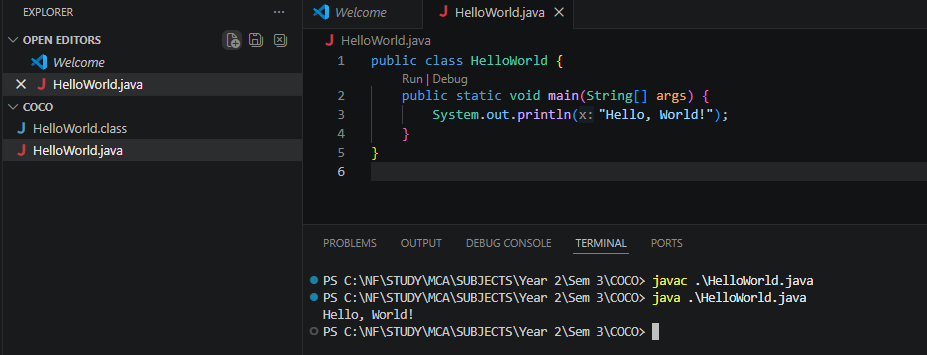 EXPLORER
OPEN EDITORS
Welcome
HelloWorld.java
COCO
HelloWorld.class
HelloWorld.java
Welcome
HelloWorld.java
HelloWorld.java
1 public class HelloWorld {
Run | Debug
2 public static void main(String[] args) {
3 System.out.println(x: "Hello, World!");
4 }
5 }
6
PROBLEMS OUTPUT DEBUG CONSOLE TERMINAL PORTS
PS C:\NF\STUDY\MCA\SUBJECTS\Year 2\Sem 3\COCO> javac .\HelloWorld.java
PS C:\NF\STUDY\MCA\SUBJECTS\Year 2\Sem 3\COCO> java .\HelloWorld.java
Hello, World!
PS C:\NF\STUDY\MCA\SUBJECTS\Year 2\Sem 3\COCO>